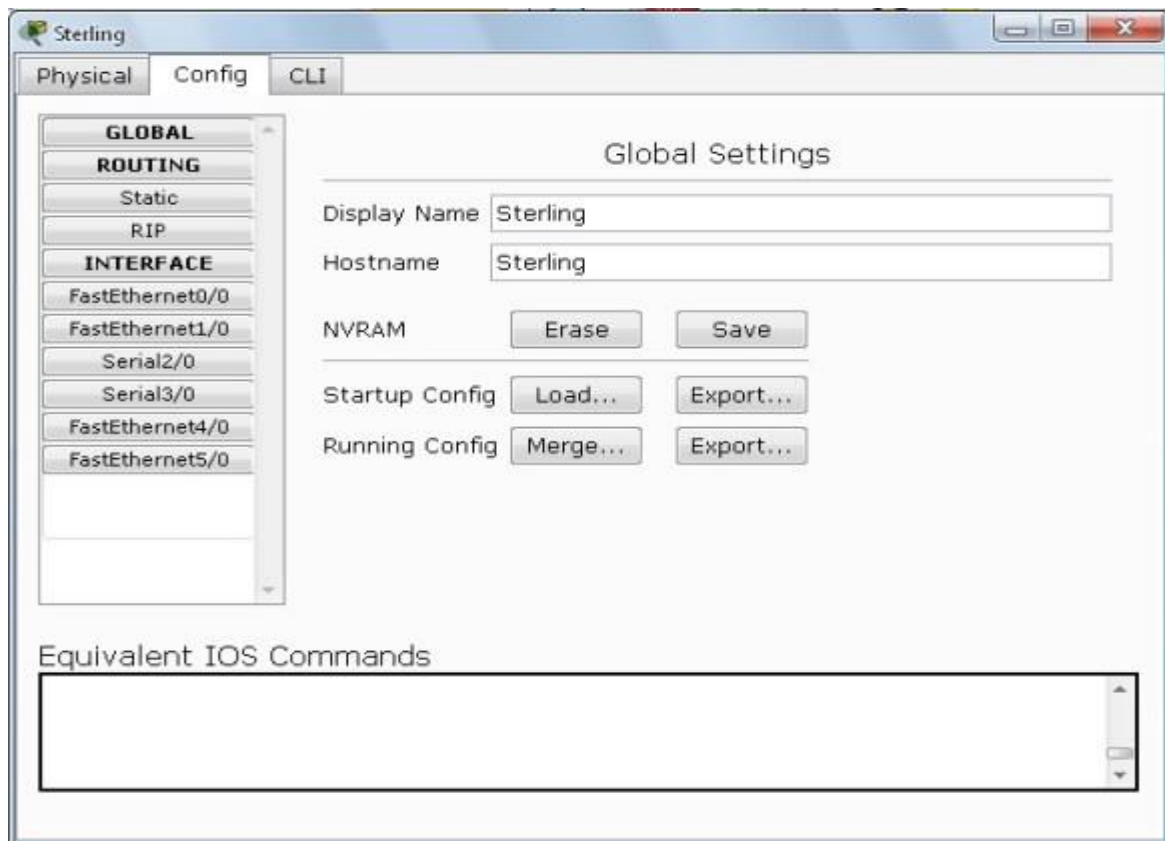 Sterling
Physical Config CLI
GLOBAL
ROUTING
Static
RIP
INTERFACE
FastEthernet0/0
FastEthernet1/0
Serial2/0
Serial3/0
FastEthernet4/0
FastEthernet5/0
Global Settings
Display Name Sterling
Hostname Sterling
NVRAM Erase Save
Startup Config Load... Export...
Running Config Merge... Export...
Equivalent IOS Commands